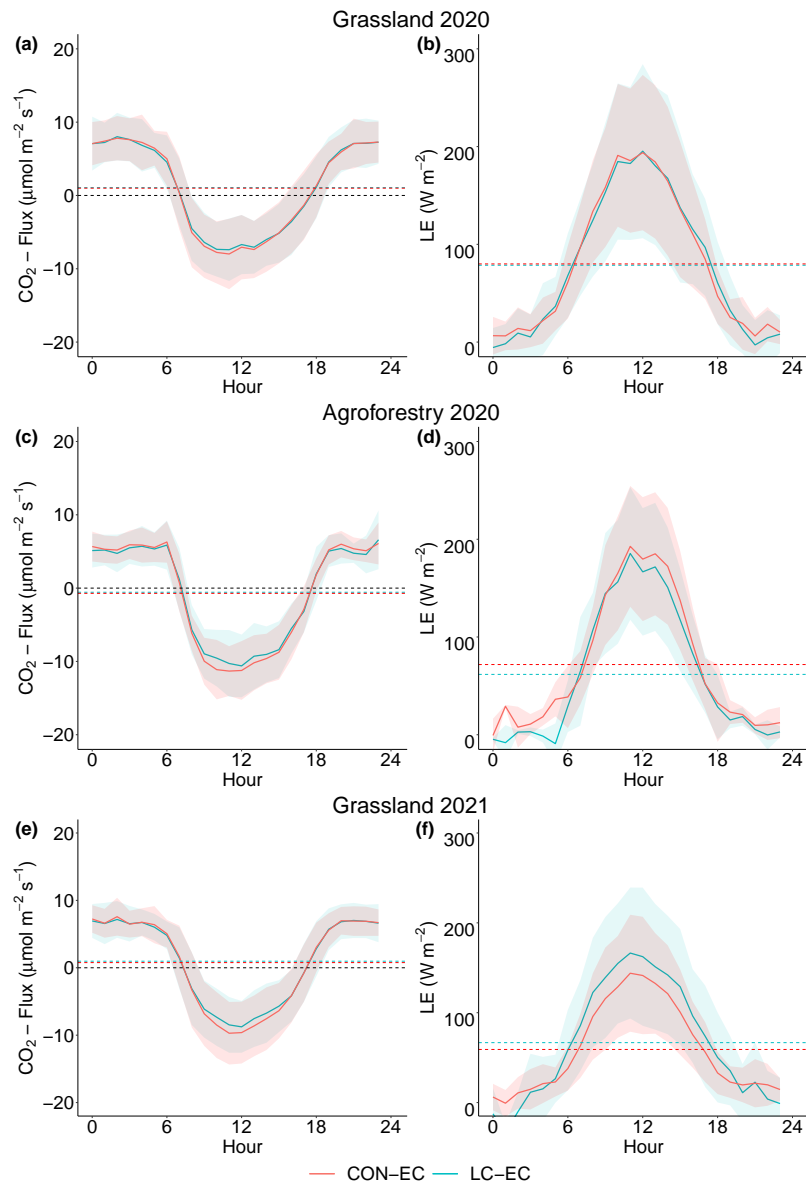 Grassland 2020
(a)
20
10
0
−10
−20
CO₂ − Flux (µmol m⁻² s⁻¹)
0 6 12 18 24
Hour
(b)
300
200
100
0
LE (W m⁻²)
0 6 12 18 24
Hour
Agroforestry 2020
(c)
20
10
0
−10
−20
CO₂ − Flux (µmol m⁻² s⁻¹)
0 6 12 18 24
Hour
(d)
300
200
100
0
LE (W m⁻²)
0 6 12 18 24
Hour
Grassland 2021
(e)
20
10
0
−10
−20
CO₂ − Flux (µmol m⁻² s⁻¹)
0 6 12 18 24
Hour
(f)
300
200
100
0
LE (W m⁻²)
0 6 12 18 24
Hour
CON−EC LC−EC